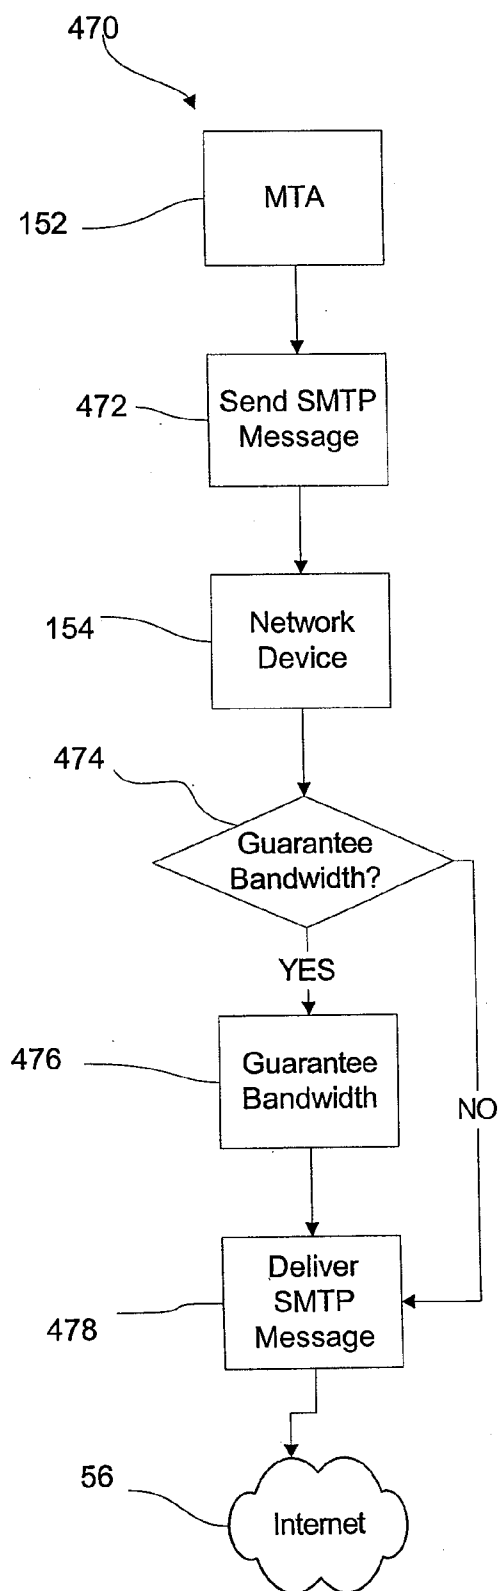 470
MTA
152
Send SMTP
Message
472
Network
Device
154
474
Guarantee
Bandwidth?
YES
476
Guarantee
Bandwidth
NO
Deliver
SMTP
Message
478
56
Internet